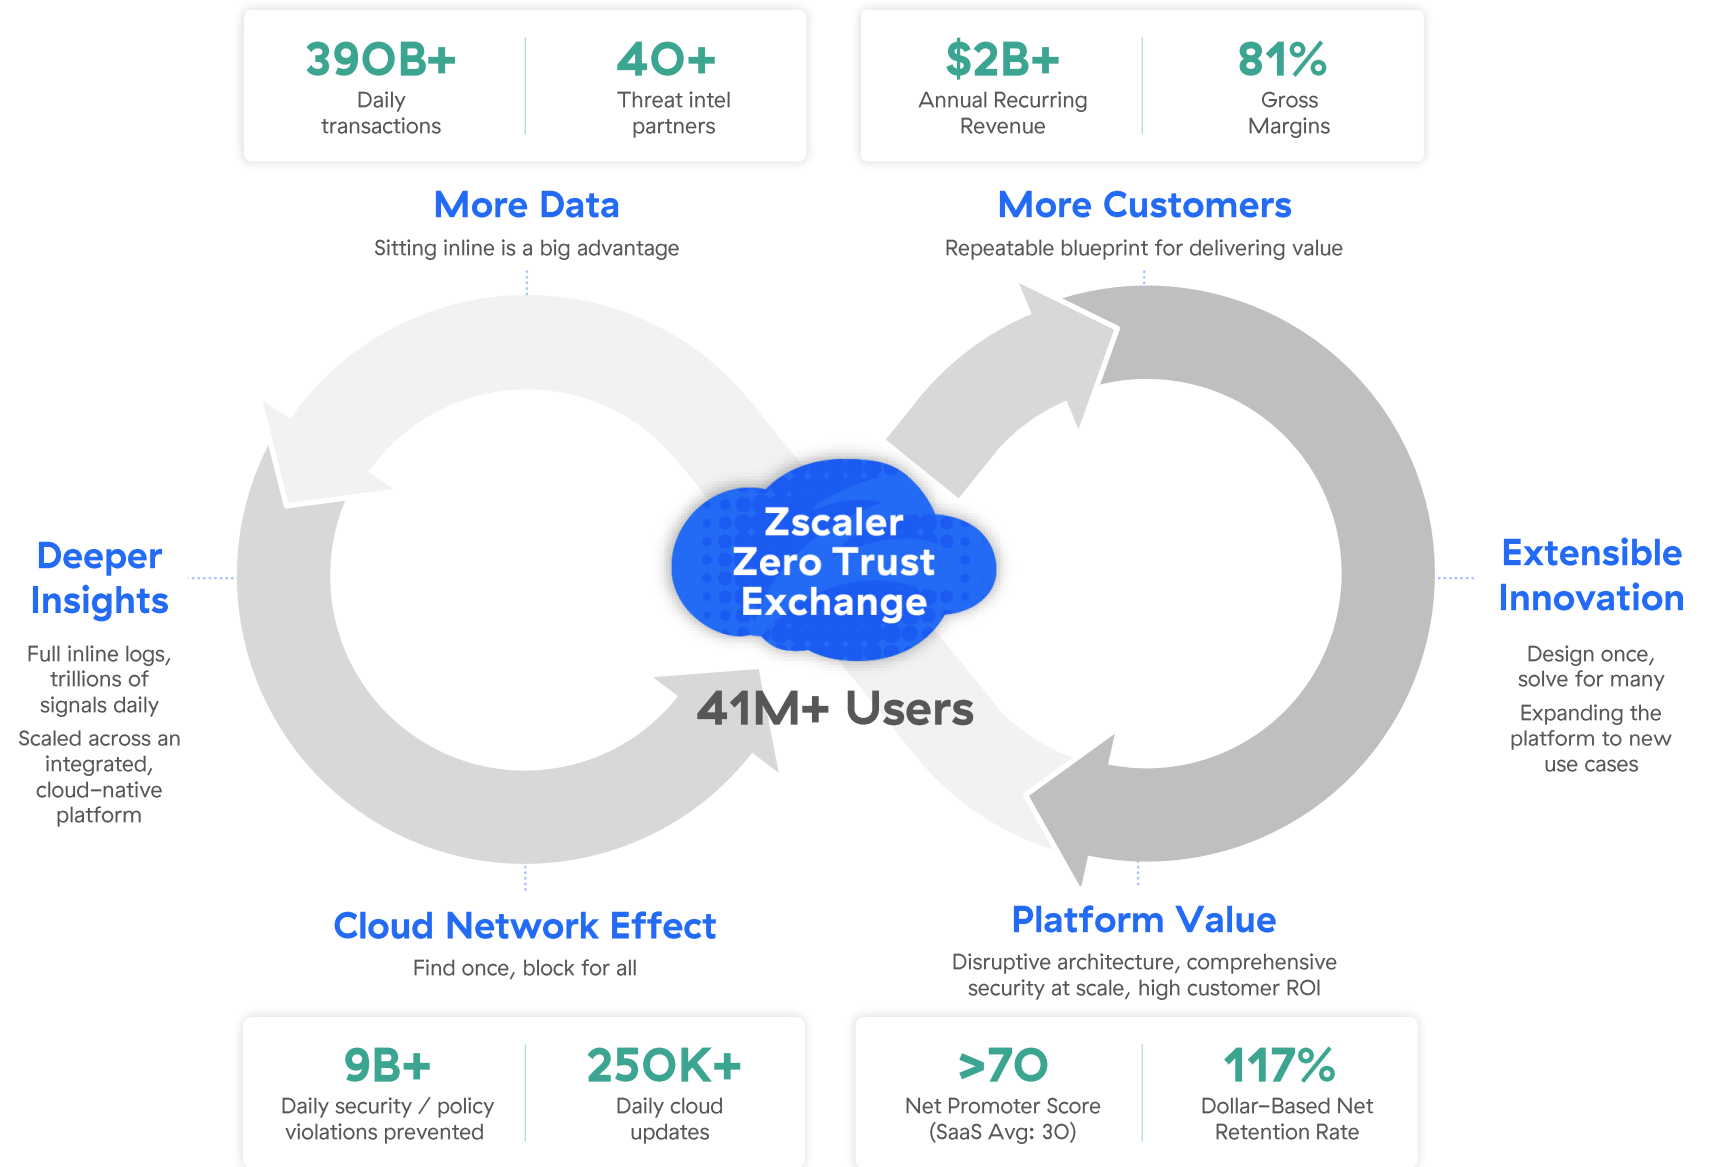 390B+
Daily
transactions
40+
Threat intel
partners
$2B+
Annual Recurring
Revenue
81%
Gross
Margins
More Data
Sitting inline is a big advantage
More Customers
Repeatable blueprint for delivering value
Deeper
Insights
Full inline logs,
trillions of
signals daily
Scaled across an
integrated,
cloud-native
platform
Zscaler
Zero Trust
Exchange
41M+ Users
Extensible
Innovation
Design once,
solve for many
Expanding the
platform to new
use cases
Cloud Network Effect
Find once, block for all
Platform Value
Disruptive architecture, comprehensive
security at scale, high customer ROI
9B+
Daily security / policy
violations prevented
250K+
Daily cloud
updates
>70
Net Promoter Score
(SaaS Avg: 30)
117%
Dollar-Based Net
Retention Rate